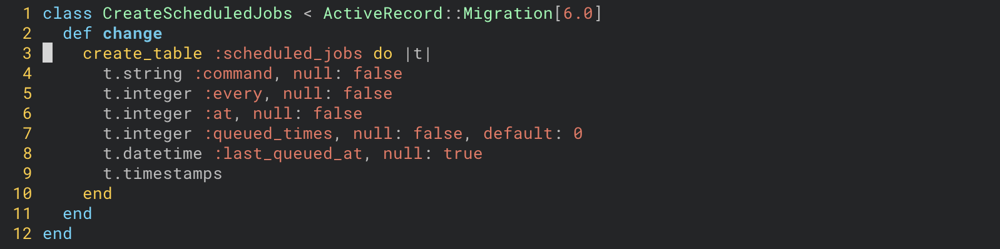 1 class CreateScheduledJobs < ActiveRecord::Migration[6.0]
2   def change
3     create_table :scheduled_jobs do |t|
4       t.string :command, null: false
5       t.integer :every, null: false
6       t.integer :at, null: false
7       t.integer :queued_times, null: false, default: 0
8       t.datetime :last_queued_at, null: true
9       t.timestamps
10     end
11   end
12 end